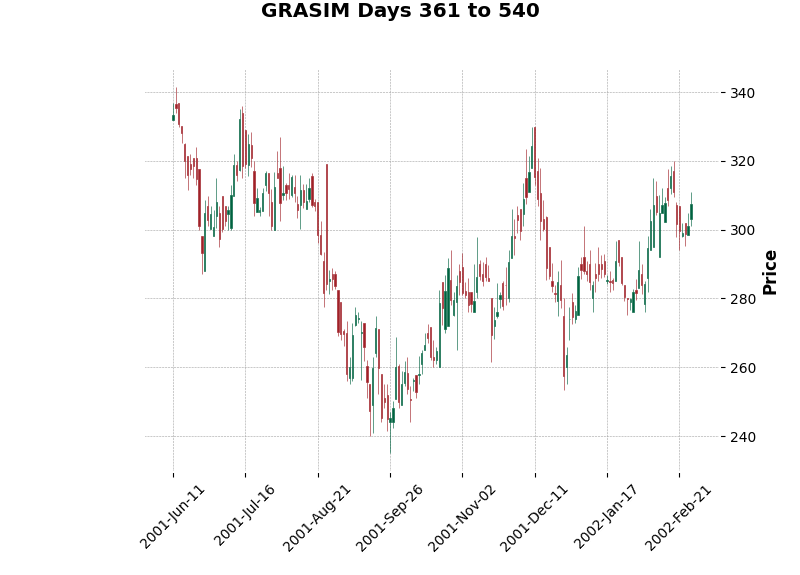 GRASIM Days 361 to 540
340
320
300
280
260
240
Price
2001-Jun-11
2001-Jul-16
2001-Aug-21
2001-Sep-26
2001-Nov-02
2001-Dec-11
2002-Jan-17
2002-Feb-21